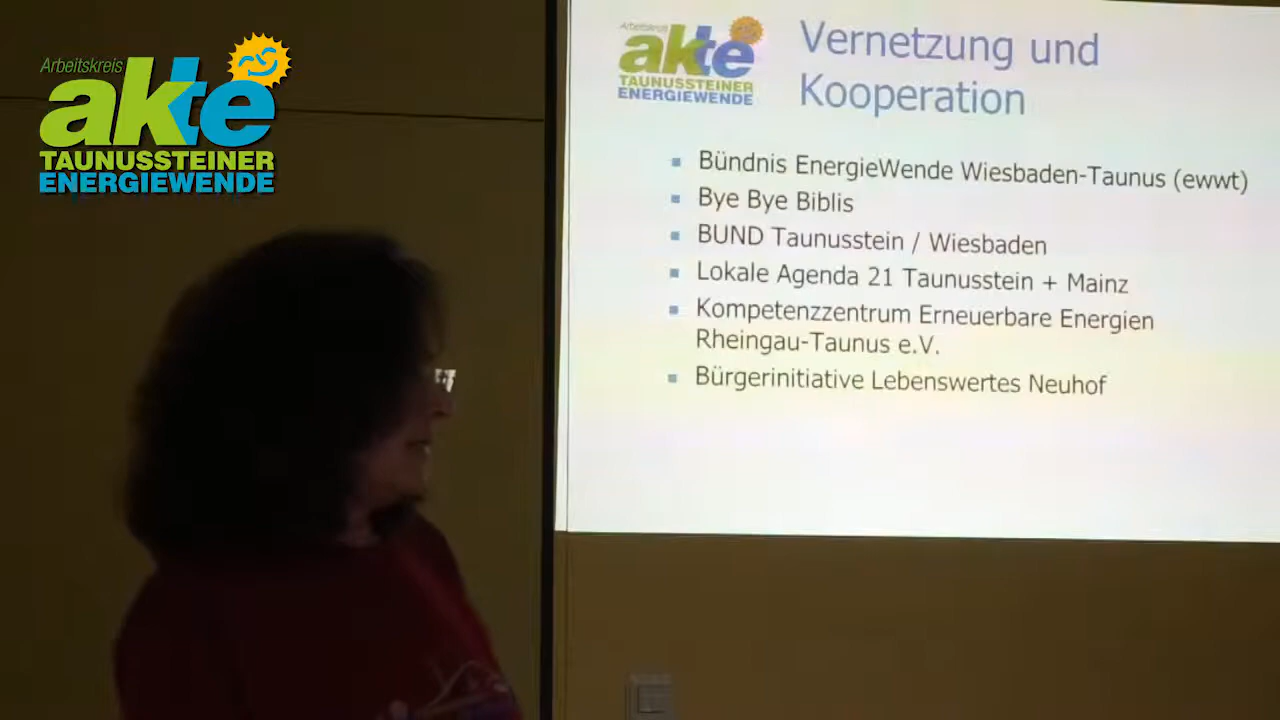 Arbeitskreis
akte
TAUNUSSTEINER
ENERGIEWENDE
Arbeitskreis
akte
TAUNUSSTEINER
ENERGIEWENDE
Vernetzung und
Kooperation
Bündnis EnergieWende Wiesbaden-Taunus (ewwt)
Bye Bye Biblis
BUND Taunusstein / Wiesbaden
Lokale Agenda 21 Taunusstein + Mainz
Kompetenzzentrum Erneuerbare Energien
Rheingau-Taunus e.V.
Bürgerinitiative Lebenswertes Neuhof